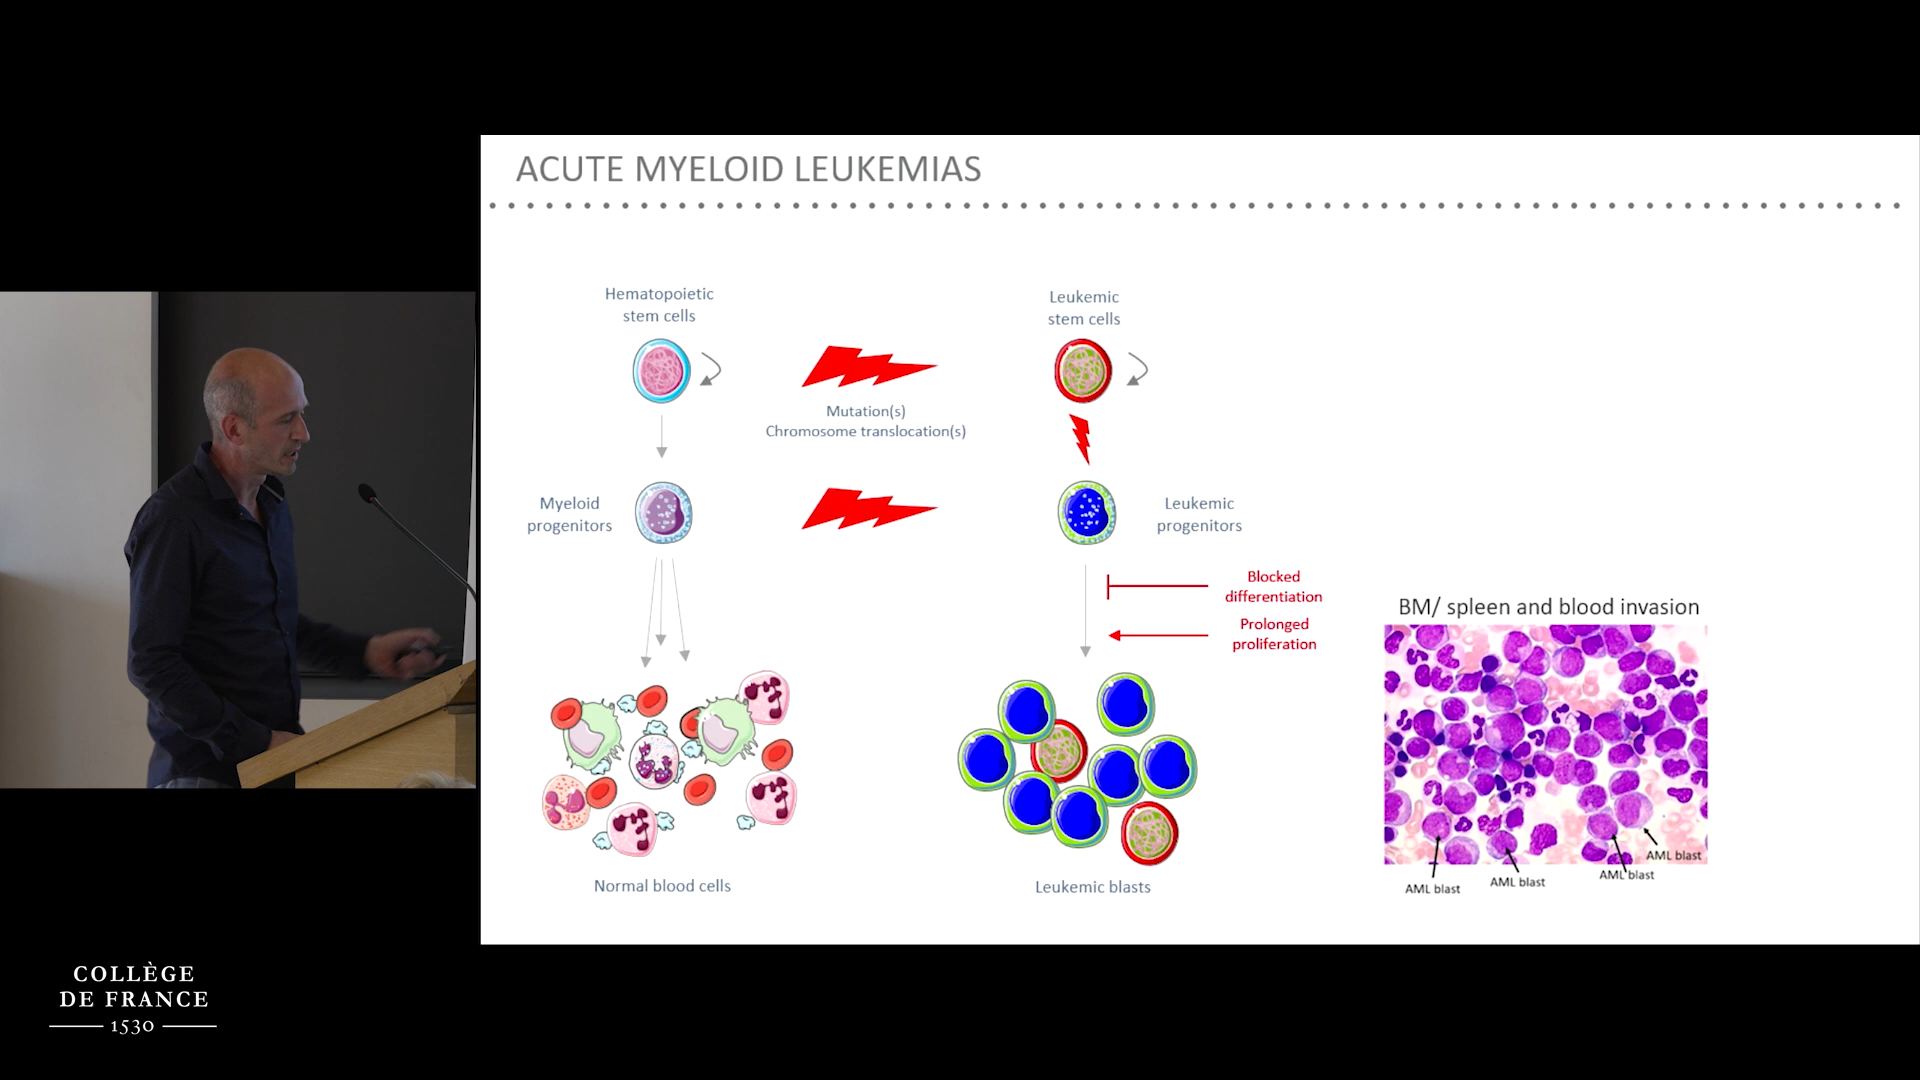 ACUTE MYELOID LEUKEMIAS
Hematopoietic
stem cells
Leukemic
stem cells
Mutation(s)
Chromosome translocation(s)
Myeloid
progenitors
Leukemic
progenitors
Blocked
differentiation
Prolonged
proliferation
BM/ spleen and blood invasion
AML blast
AML blast
AML blast
AML blast
Normal blood cells
Leukemic blasts
COLLÈGE
DE FRANCE
1530